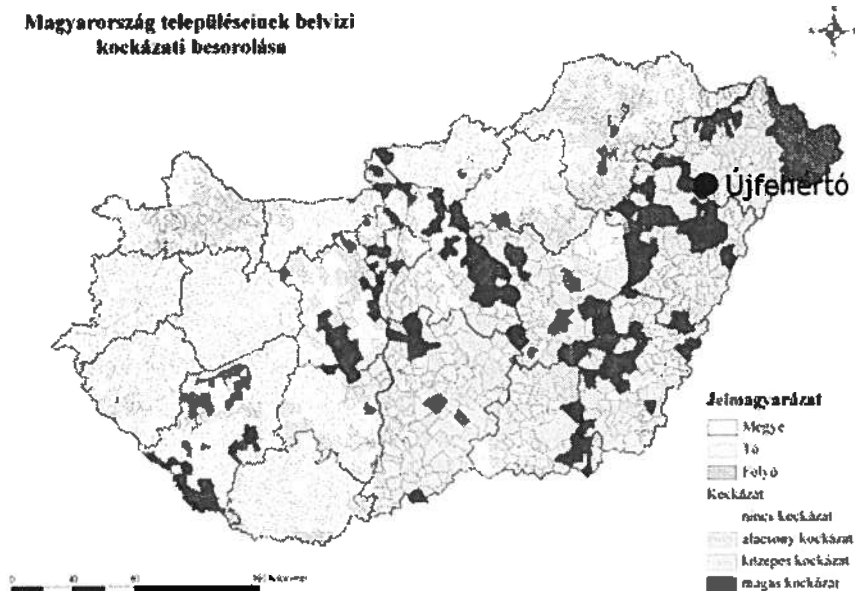 Magyarország településeinek belvízi
kockázati besorolása
Újfehértó
Jelmagyarázat
Megye
Tó
Folyó
Kockázat
nincs kockázat
alacsony kockázat
közepes kockázat
magas kockázat